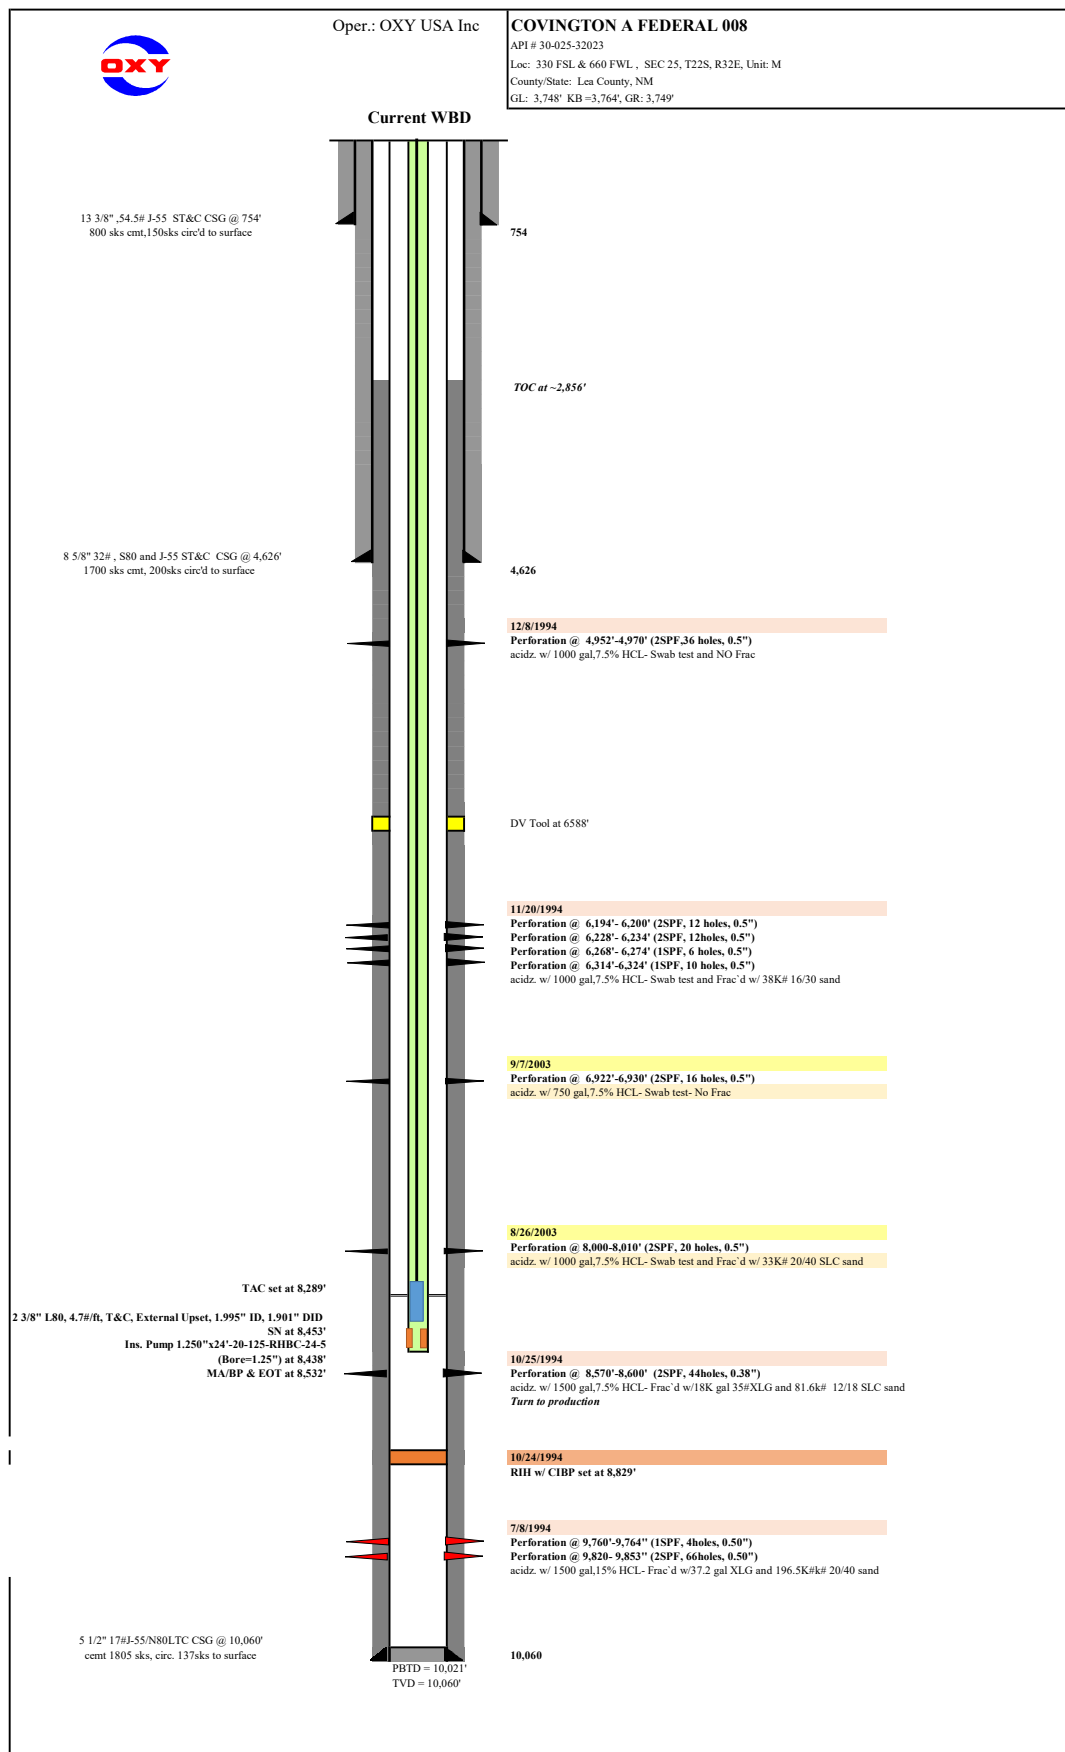 Oper.: OXY USA Inc
COVINGTON A FEDERAL 008
API # 30-025-32023
Loc: 330 FSL & 660 FWL , SEC 25, T22S, R32E, Unit: M
County/State: Lea County, NM
GL: 3,748' KB =3,764', GR: 3,749'
OXY
Current WBD
13 3/8" ,54.5# J-55 ST&C CSG @ 754'
800 sks cmt,150sks circ'd to surface
754
TOC at ~2,856'
8 5/8" 32# , S80 and J-55 ST&C CSG @ 4,626'
1700 sks cmt, 200sks circ'd to surface
4,626
12/8/1994
Perforation @ 4,952'-4,970' (2SPF,36 holes, 0.5")
acidz. w/ 1000 gal,7.5% HCL- Swab test and NO Frac
DV Tool at 6588'
11/20/1994
Perforation @ 6,194'- 6,200' (2SPF, 12 holes, 0.5")
Perforation @ 6,228'- 6,234' (2SPF, 12holes, 0.5")
Perforation @ 6,268'- 6,274' (1SPF, 6 holes, 0.5")
Perforation @ 6,314'-6,324' (1SPF, 10 holes, 0.5")
acidz. w/ 1000 gal,7.5% HCL- Swab test and Frac`d w/ 38K# 16/30 sand
9/7/2003
Perforation @ 6,922'-6,930' (2SPF, 16 holes, 0.5")
acidz. w/ 750 gal,7.5% HCL- Swab test- No Frac
8/26/2003
Perforation @ 8,000-8,010' (2SPF, 20 holes, 0.5")
acidz. w/ 1000 gal,7.5% HCL- Swab test and Frac`d w/ 33K# 20/40 SLC sand
TAC set at 8,289'
2 3/8" L80, 4.7#/ft, T&C, External Upset, 1.995" ID, 1.901" DID
SN at 8,453'
Ins. Pump 1.250"x24'-20-125-RHBC-24-5
(Bore=1.25") at 8,438'
MA/BP & EOT at 8,532'
10/25/1994
Perforation @ 8,570'-8,600' (2SPF, 44holes, 0.38")
acidz. w/ 1500 gal,7.5% HCL- Frac`d w/18K gal 35#XLG and 81.6k# 12/18 SLC sand
Turn to production
10/24/1994
RIH w/ CIBP set at 8,829'
7/8/1994
Perforation @ 9,760'-9,764" (1SPF, 4holes, 0.50")
Perforation @ 9,820- 9,853" (2SPF, 66holes, 0.50")
acidz. w/ 1500 gal,15% HCL- Frac`d w/37.2 gal XLG and 196.5K#k# 20/40 sand
5 1/2" 17#J-55/N80LTC CSG @ 10,060'
cemt 1805 sks, circ. 137sks to surface
10,060
PBTD = 10,021'
TVD = 10,060'